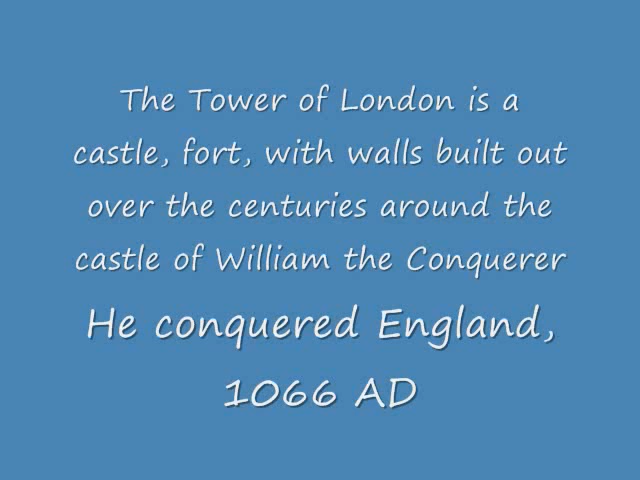 The Tower of London is a
castle, fort, with walls built out
over the centuries around the
castle of William the Conquerer
He conquered England,
1066 AD